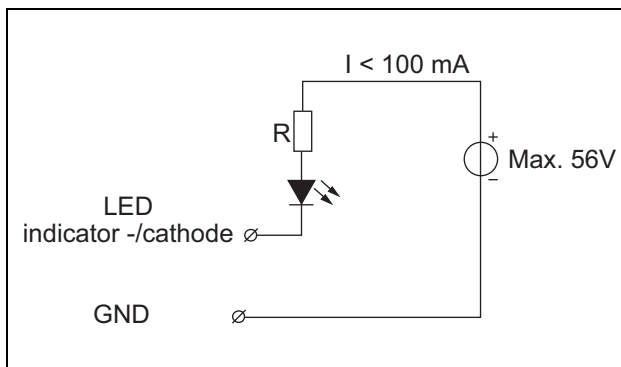 I < 100 mA
R
+
Max. 56V
−
LED
indicator -/cathode
GND